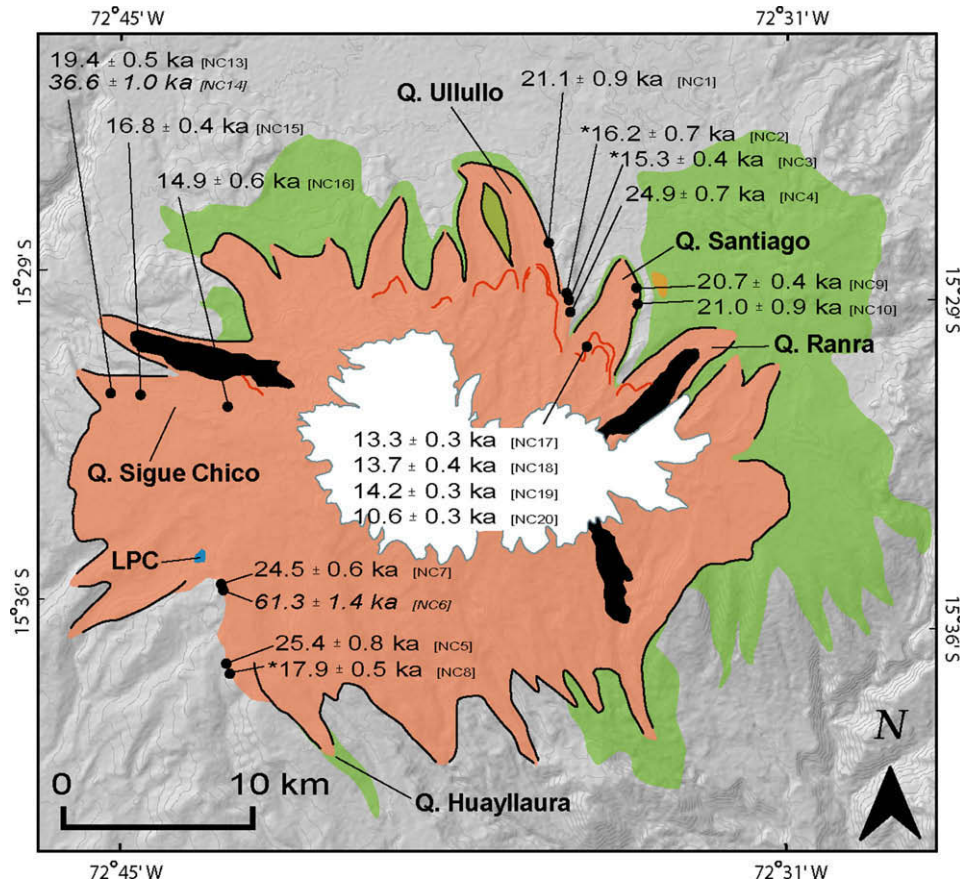 72°45' W
72°31' W
19.4 ± 0.5 ka [NC13]
36.6 ± 1.0 ka [NC14]
16.8 ± 0.4 ka [NC15]
14.9 ± 0.6 ka [NC16]
Q. Ullullo
21.1 ± 0.9 ka [NC1]
*16.2 ± 0.7 ka [NC2]
*15.3 ± 0.4 ka [NC3]
24.9 ± 0.7 ka [NC4]
Q. Santiago
15°29' S
15°29' S
20.7 ± 0.4 ka [NC9]
21.0 ± 0.9 ka [NC10]
Q. Ranra
13.3 ± 0.3 ka [NC17]
13.7 ± 0.4 ka [NC18]
14.2 ± 0.3 ka [NC19]
10.6 ± 0.3 ka [NC20]
Q. Sigue Chico
LPC
24.5 ± 0.6 ka [NC7]
61.3 ± 1.4 ka [NC6]
15°36' S
15°36' S
25.4 ± 0.8 ka [NC5]
*17.9 ± 0.5 ka [NC8]
N
0 10 km
Q. Huayllaura
72°45' W
72°31' W